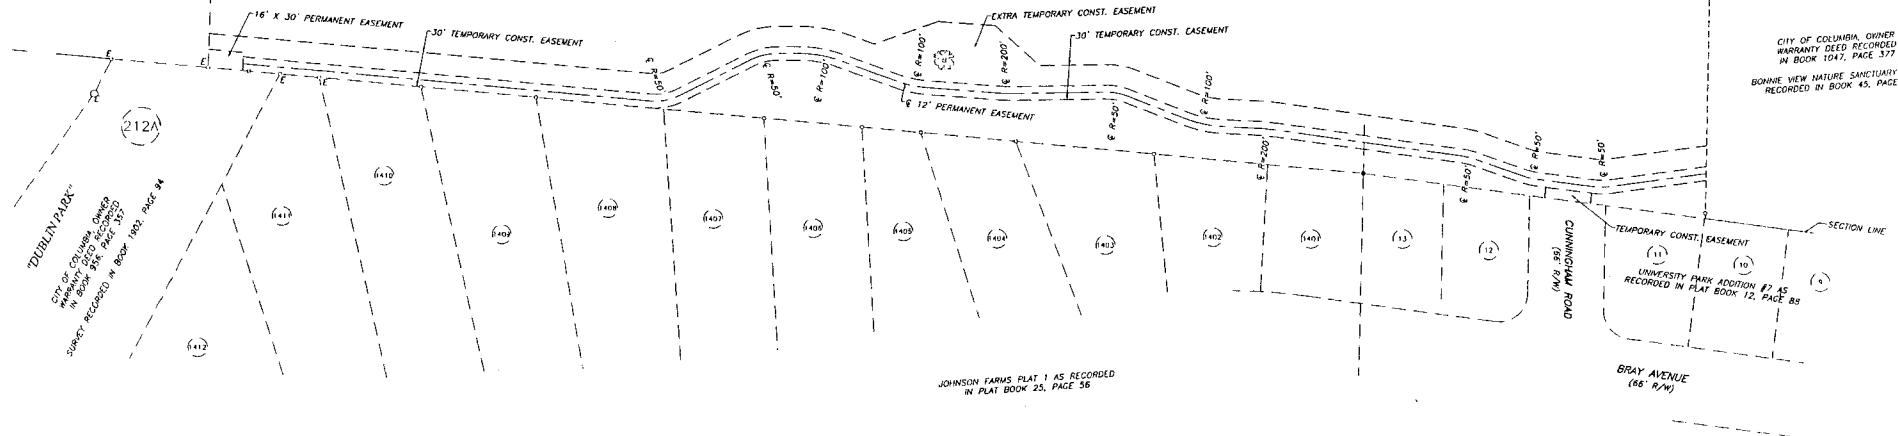 16' X 30' PERMANENT EASEMENT
30' TEMPORARY CONST. EASEMENT
EXTRA TEMPORARY CONST. EASEMENT
30' TEMPORARY CONST. EASEMENT
CITY OF COLUMBIA, OWNER
WARRANTY DEED RECORDED
IN BOOK 1047, PAGE 377
BONNIE VIEW NATURE SANCTUARY
RECORDED IN BOOK 45, PAGE
E
E
E
E
E
℄ R=50'
℄ R=50'
℄ R=100'
℄ R=100'
℄ R=200'
℄ 12' PERMANENT EASEMENT
℄ R=50'
℄ R=100'
℄ R=200'
℄ R=50'
℄ R=50'
℄ R=50'
212A
"DUBLIN PARK"
CITY OF COLUMBIA, OWNER
WARRANTY DEED RECORDED
IN BOOK 956, PAGE 357
SURVEY RECORDED IN BOOK 1902, PAGE 94
1412
1411
1410
1409
1408
1407
1406
1405
1404
1403
1402
1401
13
12
CUNNINGHAM ROAD
(66' R/W)
TEMPORARY CONST. EASEMENT
SECTION LINE
11
10
9
UNIVERSITY PARK ADDITION #7 AS
RECORDED IN PLAT BOOK 12, PAGE 88
BRAY AVENUE
(66' R/W)
JOHNSON FARMS PLAT 1 AS RECORDED
IN PLAT BOOK 25, PAGE 56